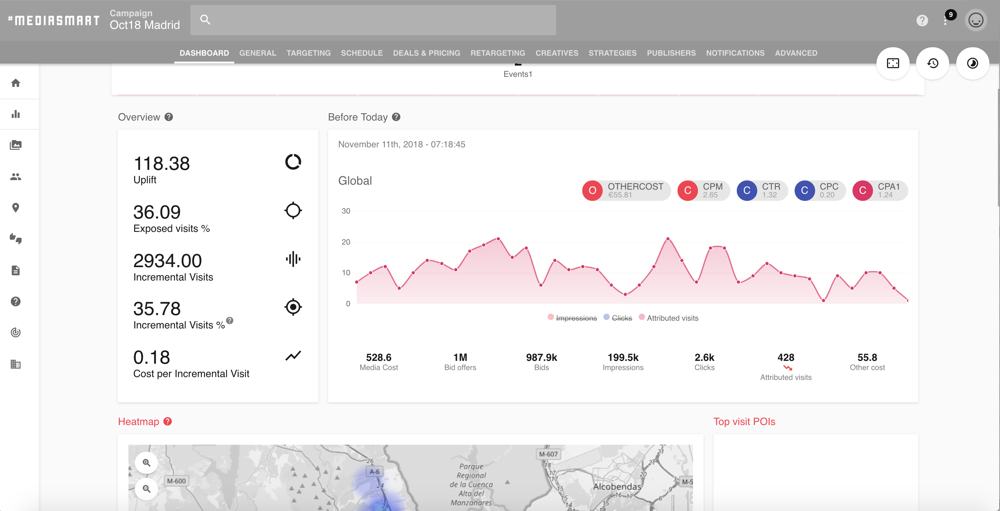 #MEDIASMART
Campaign
Oct18 Madrid
9
DASHBOARD GENERAL TARGETING SCHEDULE DEALS & PRICING RETARGETING CREATIVES STRATEGIES PUBLISHERS NOTIFICATIONS ADVANCED
Events1
Overview ?
Before Today ?
118.38
Uplift
36.09
Exposed visits %
2934.00
Incremental Visits
35.78
Incremental Visits % ?
0.18
Cost per Incremental Visit
November 11th, 2018 - 07:18:45
Global
O OTHERCOST €55.81
C CPM 2.65
C CTR 1.32
C CPC 0.20
C CPA1 1.24
30
20
10
0
Impressions Clicks Attributed visits
528.6
Media Cost
1M
Bid offers
987.9k
Bids
199.5k
Impressions
2.6k
Clicks
428
Attributed visits
55.8
Other cost
Heatmap ?
Top visit POIs
M-600
26
A-6
24
23
Parque
Regional
de la Cuenca
Alta del
Manzanares
M-607
18
17
17
15
15
14
21
21
20
3
M-5
9
Alcobendas
16-17
6
15
14